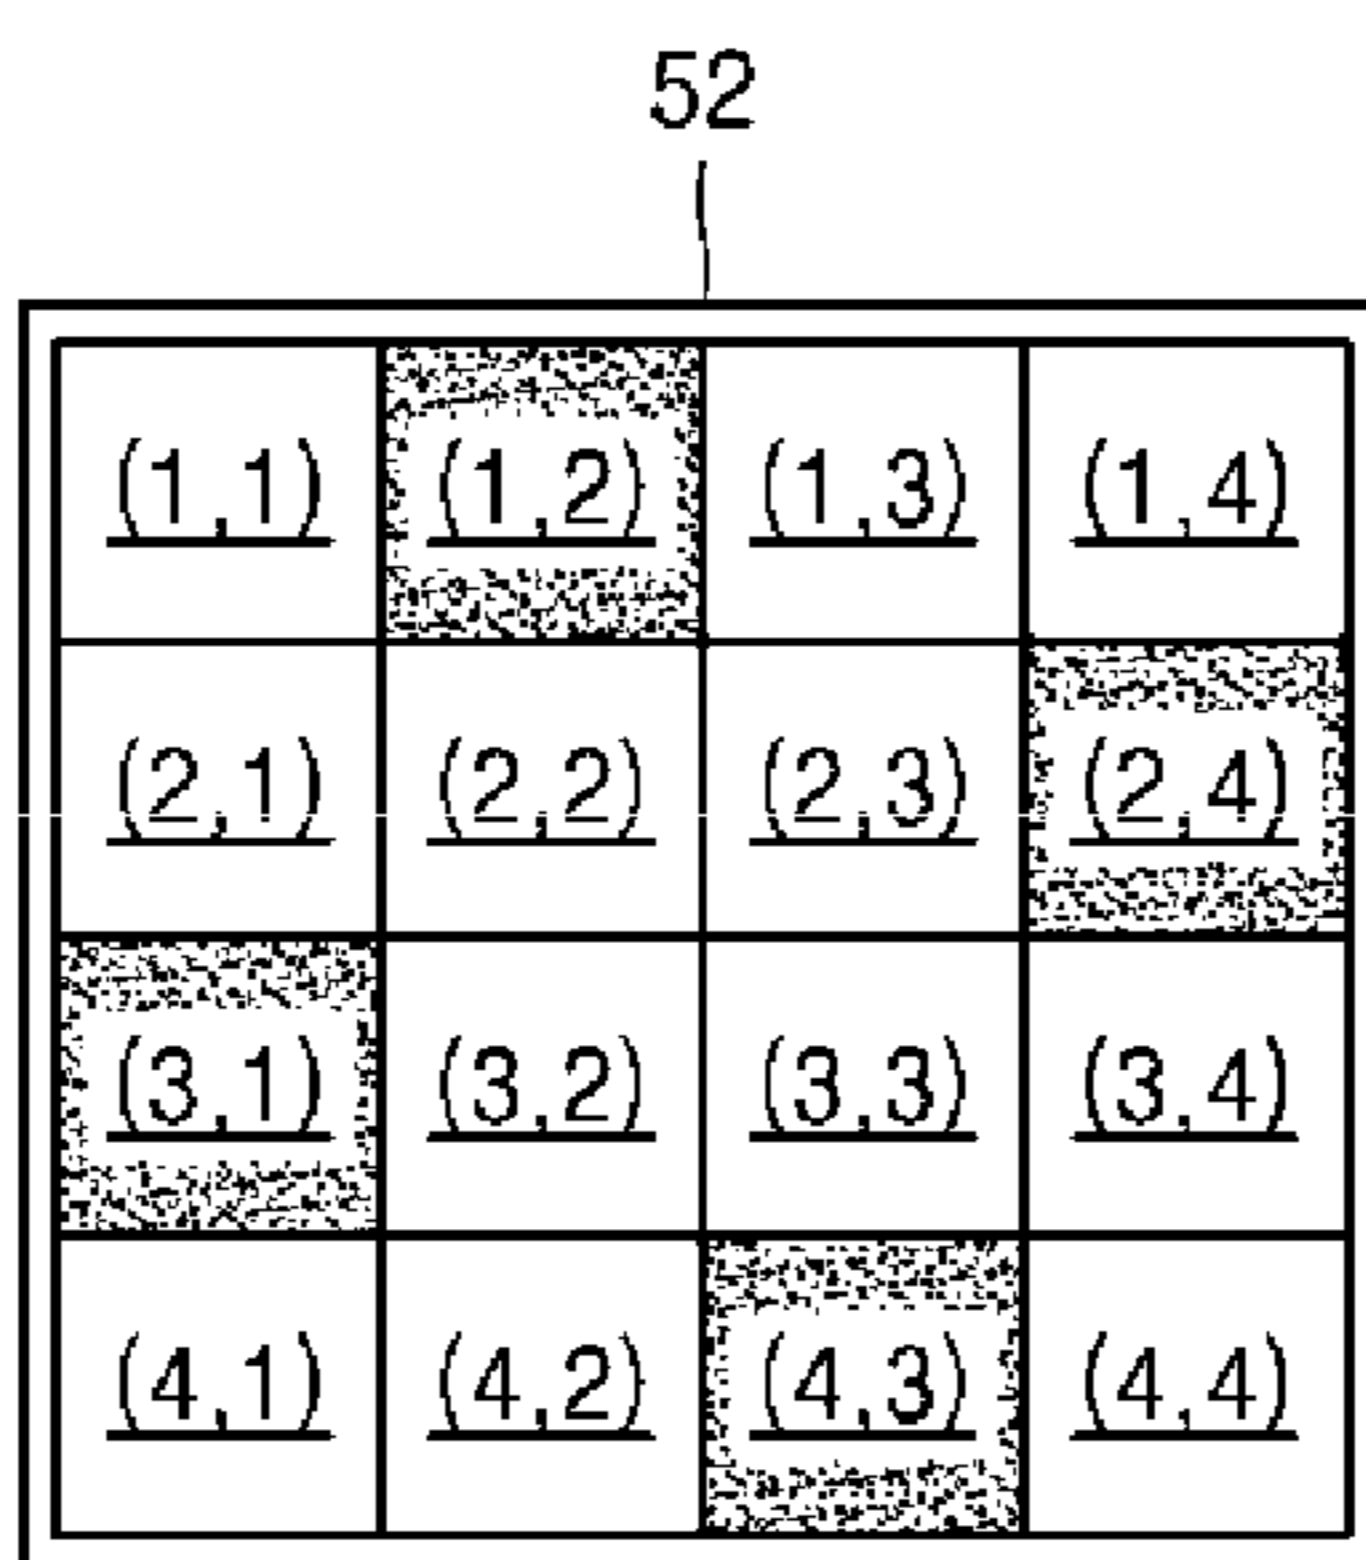 52
(1,1) (1,2) (1,3) (1,4)
(2,1) (2,2) (2,3) (2,4)
(3,1) (3,2) (3,3) (3,4)
(4,1) (4,2) (4,3) (4,4)